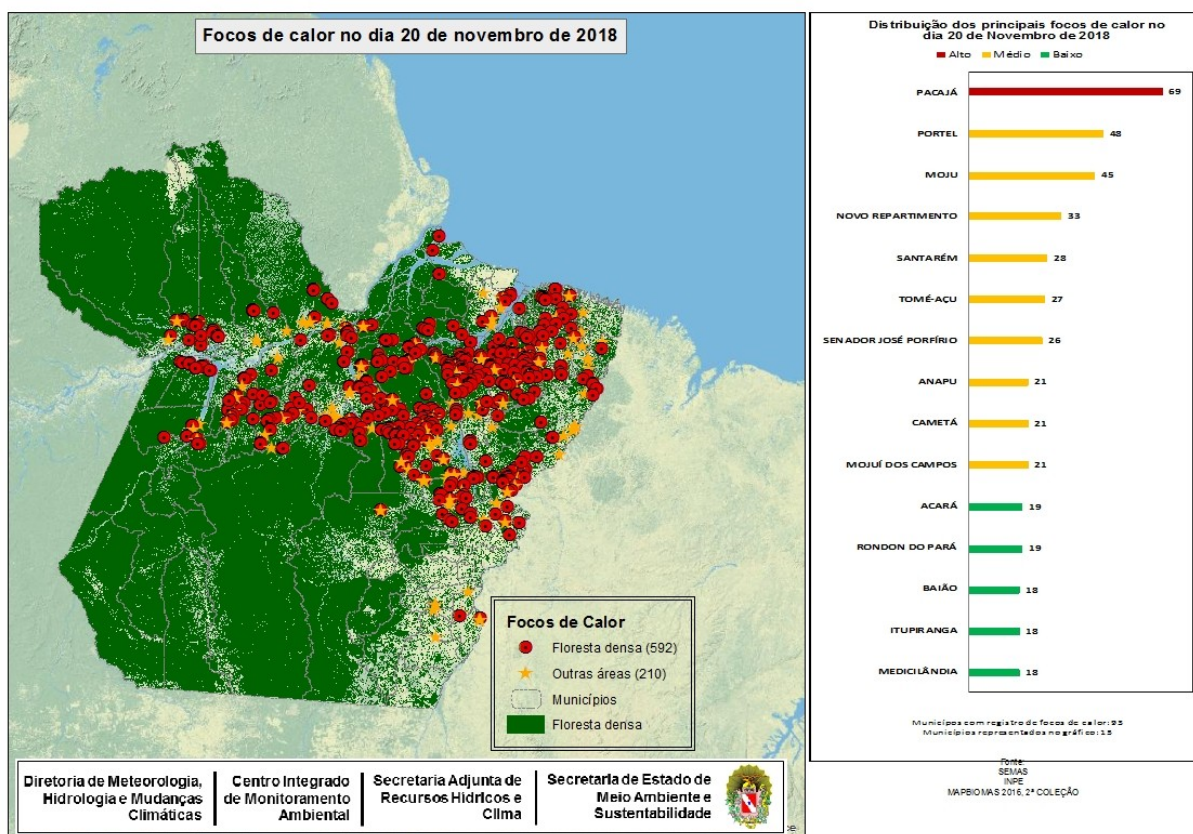 Focos de calor no dia 20 de novembro de 2018
Focos de Calor
Floresta densa (592)
Outras áreas (210)
Municípios
Floresta densa
Diretoria de Meteorologia,
Hidrologia e Mudanças
Climáticas
Centro Integrado
de Monitoramento
Ambiental
Secretaria Adjunta de
Recursos Hídricos e
Clima
Secretaria de Estado de
Meio Ambiente e
Sustentabilidade
Distribuição dos principais focos de calor no
dia 20 de Novembro de 2018
Alto Médio Baixo
PACAJÁ 69
PORTEL 48
MOJU 45
NOVO REPARTIMENTO 33
SANTARÉM 28
TOMÉ-AÇU 27
SENADOR JOSÉ PORFÍRIO 26
ANAPU 21
CAMETÁ 21
MOJUÍ DOS CAMPOS 21
ACARÁ 19
RONDON DO PARÁ 19
BAIÃO 18
ITUPIRANGA 18
MEDICILÂNDIA 18
Municípios com registro de focos de calor:
Municípios representados no gráfico: 15
Fonte:
SEMAS
INPE
MAPBIOMAS 2016, 2ª COLEÇÃO